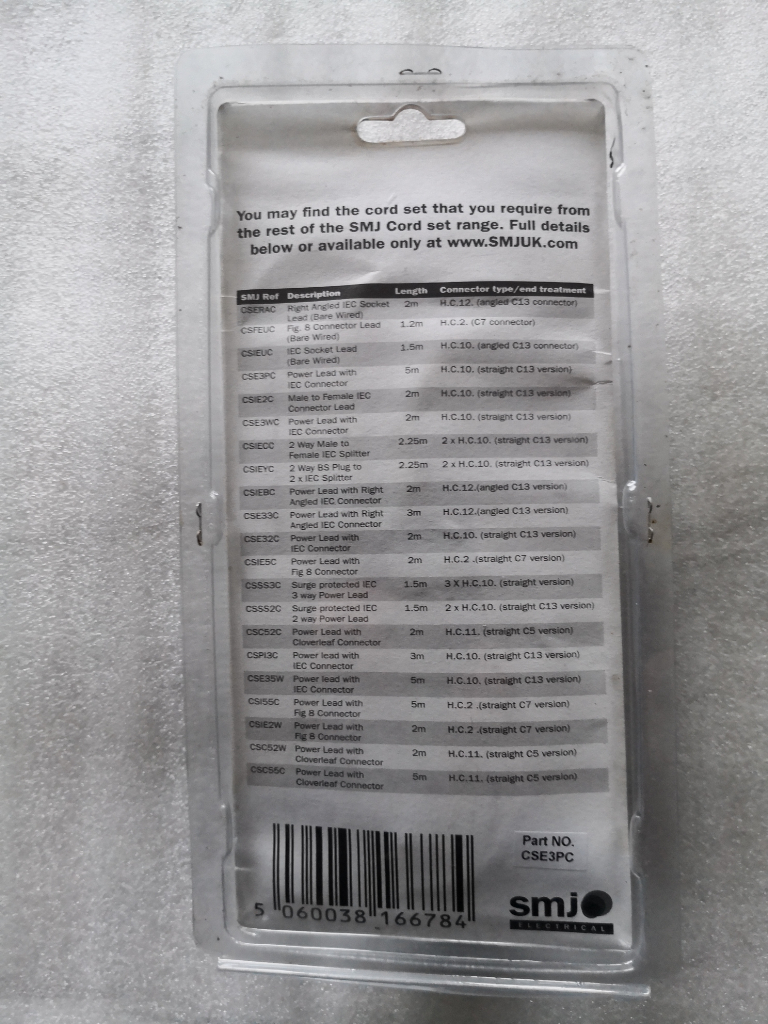 You may find the cord set that you require from
the rest of the SMJ Cord set range. Full details
below or available only at www.SMJUK.com
SMJ Ref Description Length Connector type/end treatment
CSERAC Right Angled IEC Socket 2m H.C.12. (angled C13 connector)
Lead (Bare Wired)
CSFEUC Fig. 8 Connector Lead 1.2m H.C.2. (C7 connector)
(Bare Wired)
CSIEUC IEC Socket Lead 1.5m H.C.10. (angled C13 connector)
(Bare Wired)
CSE3PC Power Lead with 5m H.C.10. (straight C13 version)
IEC Connector
CSIE2C Male to Female IEC 2m H.C.10. (straight C13 version)
Connector Lead
CSE3WC Power Lead with 2m H.C.10. (straight C13 version)
IEC Connector
CSIECC 2 Way Male to 2.25m 2 x H.C.10. (straight C13 version)
Female IEC Splitter
CSIEYC 2 Way BS Plug to 2.25m 2 x H.C.10. (straight C13 version)
2 x IEC Splitter
CSIEBC Power Lead with Right 2m H.C.12.(angled C13 version)
Angled IEC Connector
CSE33C Power Lead with Right 3m H.C.12.(angled C13 version)
Angled IEC Connector
CSE32C Power Lead with 2m H.C.10. (straight C13 version)
IEC Connector
CSIE5C Power Lead with 2m H.C.2 .(straight C7 version)
Fig 8 Connector
CSSS3C Surge protected IEC 1.5m 3 X H.C.10. (straight version)
3 way Power Lead
CSSS2C Surge protected IEC 1.5m 2 x H.C.10. (straight C13 version)
2 way Power Lead
CSC52C Power Lead with 2m H.C.11. (straight C5 version)
Cloverleaf Connector
CSPI3C Power lead with 3m H.C.10. (straight C13 version)
IEC Connector
CSE35W Power lead with 5m H.C.10. (straight C13 version)
IEC Connector
CSI55C Power Lead with 5m H.C.2 .(straight C7 version)
Fig 8 Connector
CSIE2W Power Lead with 2m H.C.2 .(straight C7 version)
Fig 8 Connector
CSC52W Power Lead with 2m H.C.11. (straight C5 version)
Cloverleaf Connector
CSC55C Power Lead with 5m H.C.11. (straight C5 version)
Cloverleaf Connector
Part NO.
CSE3PC
5 060038 166784
smj
ELECTRICAL